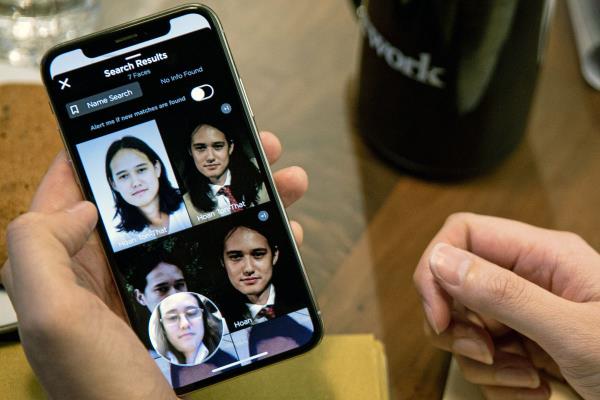 Search Results
7 Faces
Name Search
No Info Found
Alert me if new matches are found
Hoan Ton-That
Hoan Ton-That
Hoan
work